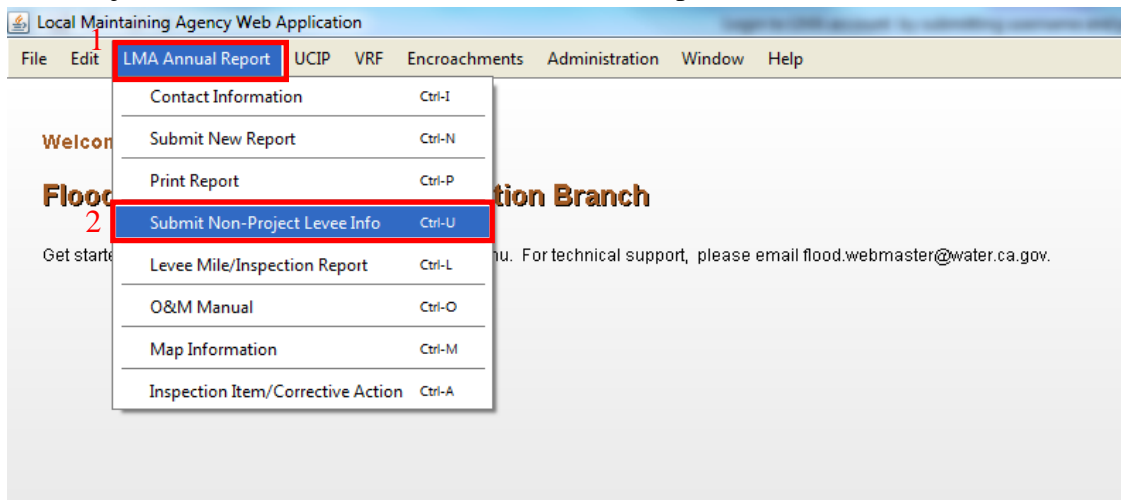 Local Maintaining Agency Web Application
1
File Edit LMA Annual Report UCIP VRF Encroachments Administration Window Help
Contact Information Ctrl-I
Submit New Report Ctrl-N
Print Report Ctrl-P
2 Submit Non-Project Levee Info Ctrl-U
Levee Mile/Inspection Report Ctrl-L
O&M Manual Ctrl-O
Map Information Ctrl-M
Inspection Item/Corrective Action Ctrl-A
Welcom
Flood tion Branch
Get starte nu. For technical support, please email flood.webmaster@water.ca.gov.